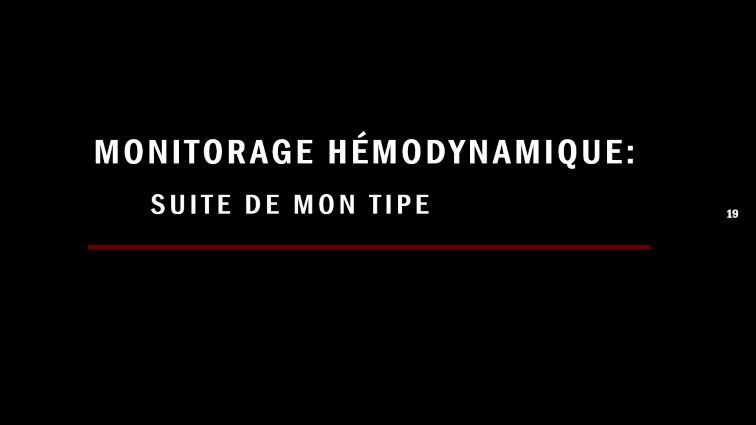 MONITORAGE HÉMODYNAMIQUE:
SUITE DE MON TIPE
19